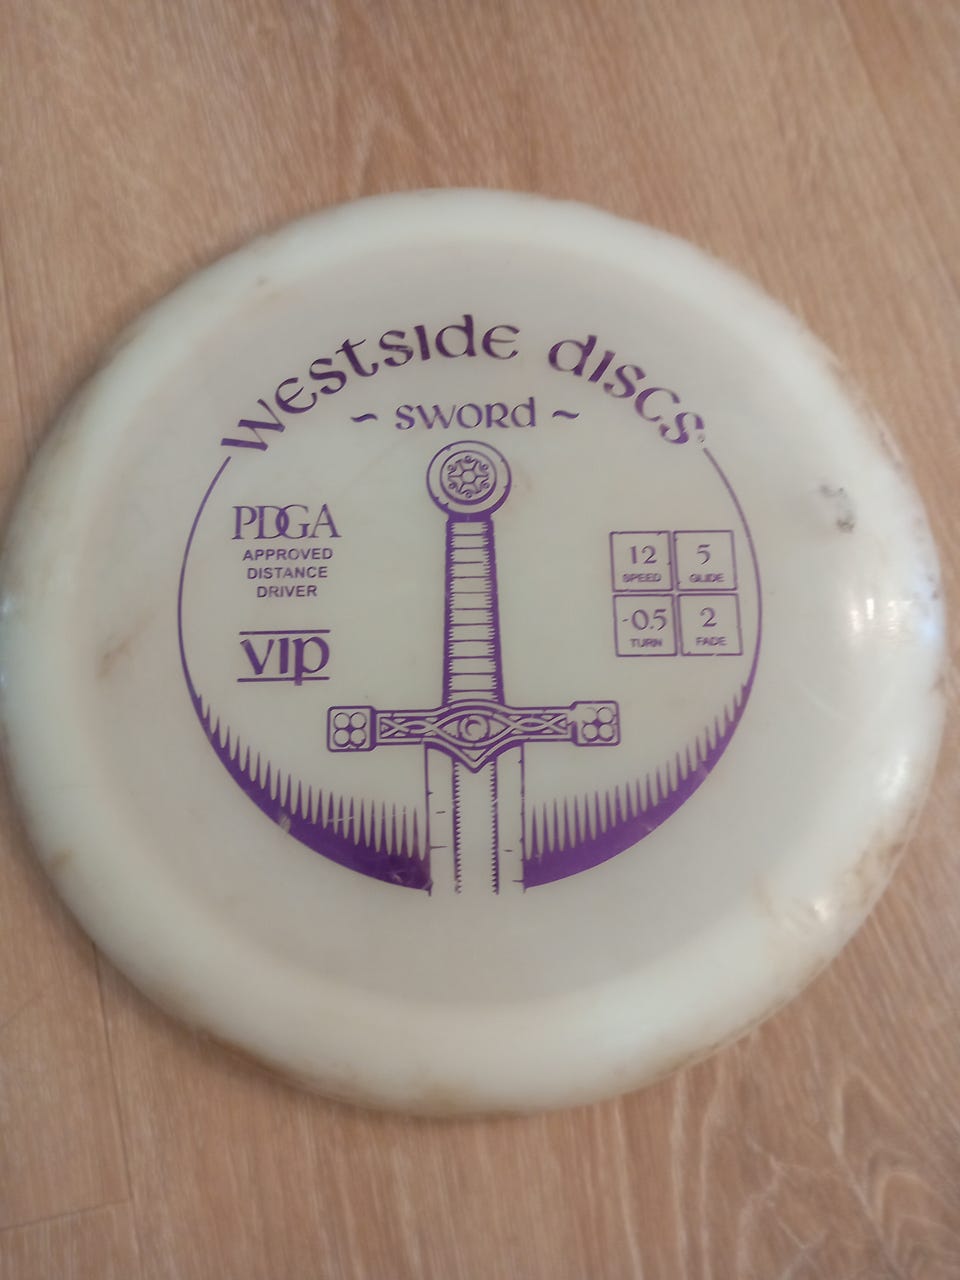 Westside discs
~ sword ~
PDGA
APPROVED
DISTANCE
DRIVER
VIP
12
SPEED
5
GLIDE
-0.5
TURN
2
FADE